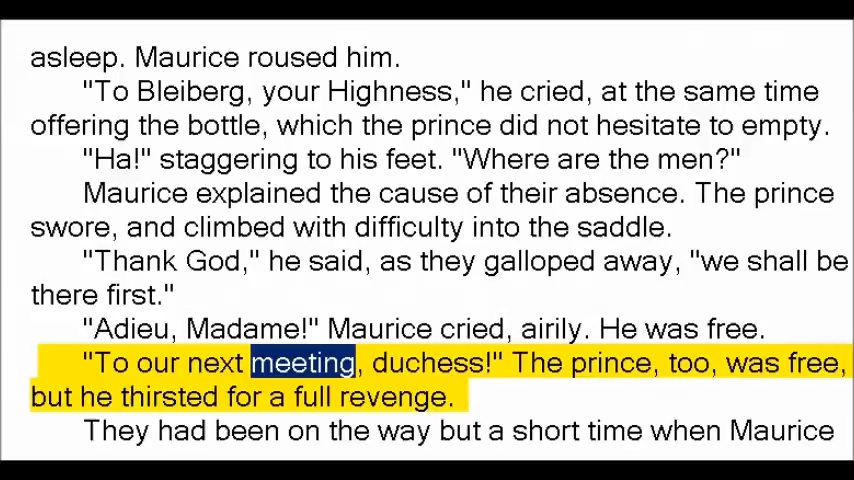 asleep. Maurice roused him.
"To Bleiberg, your Highness," he cried, at the same time
offering the bottle, which the prince did not hesitate to empty.
"Ha!" staggering to his feet. "Where are the men?"
Maurice explained the cause of their absence. The prince
swore, and climbed with difficulty into the saddle.
"Thank God," he said, as they galloped away, "we shall be
there first."
"Adieu, Madame!" Maurice cried, airily. He was free.
"To our next meeting, duchess!" The prince, too, was free,
but he thirsted for a full revenge.
They had been on the way but a short time when Maurice